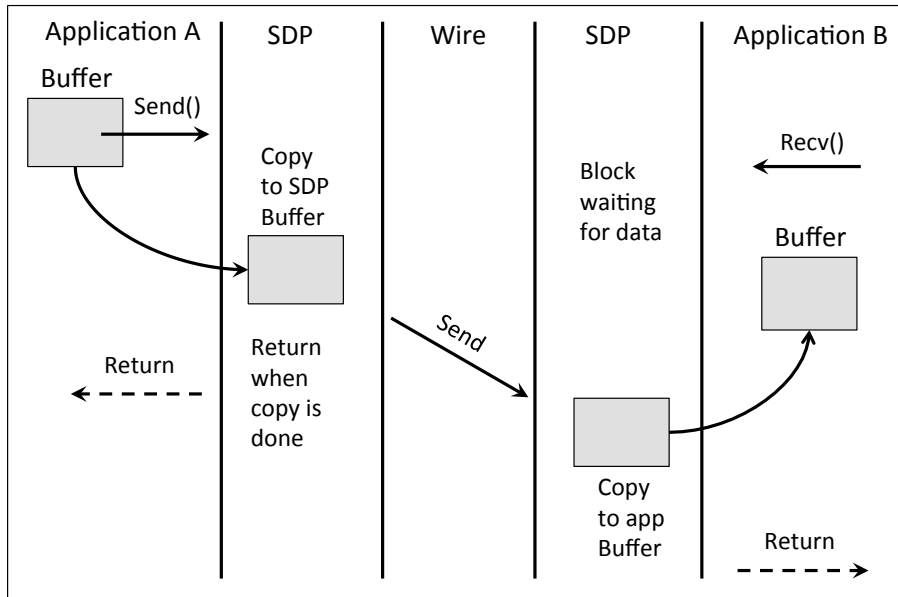 Application A
SDP
Wire
SDP
Application B
Buffer
Send()
Copy
to SDP
Buffer
Return
when
copy is
done
Return
Send
Block
waiting
for data
Recv()
Buffer
Copy
to app
Buffer
Return